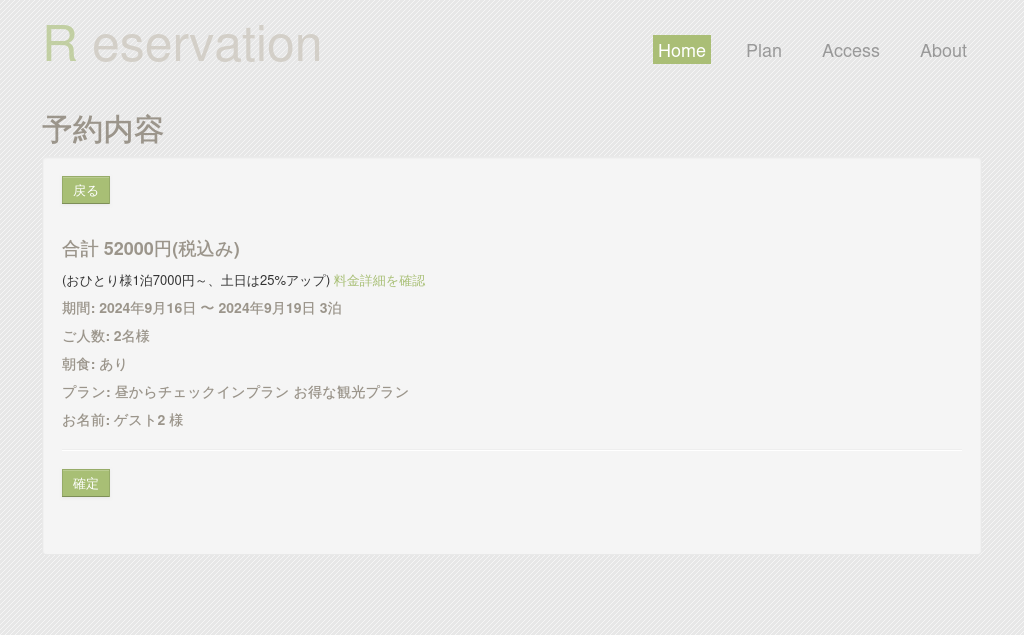 R eservation
Home Plan Access About
予約内容
戻る
合計 52000円(税込み)
(おひとり様1泊7000円～、土日は25%アップ) 料金詳細を確認
期間: 2024年9月16日 〜 2024年9月19日 3泊
ご人数: 2名様
朝食: あり
プラン: 昼からチェックインプラン お得な観光プラン
お名前: ゲスト2 様
確定